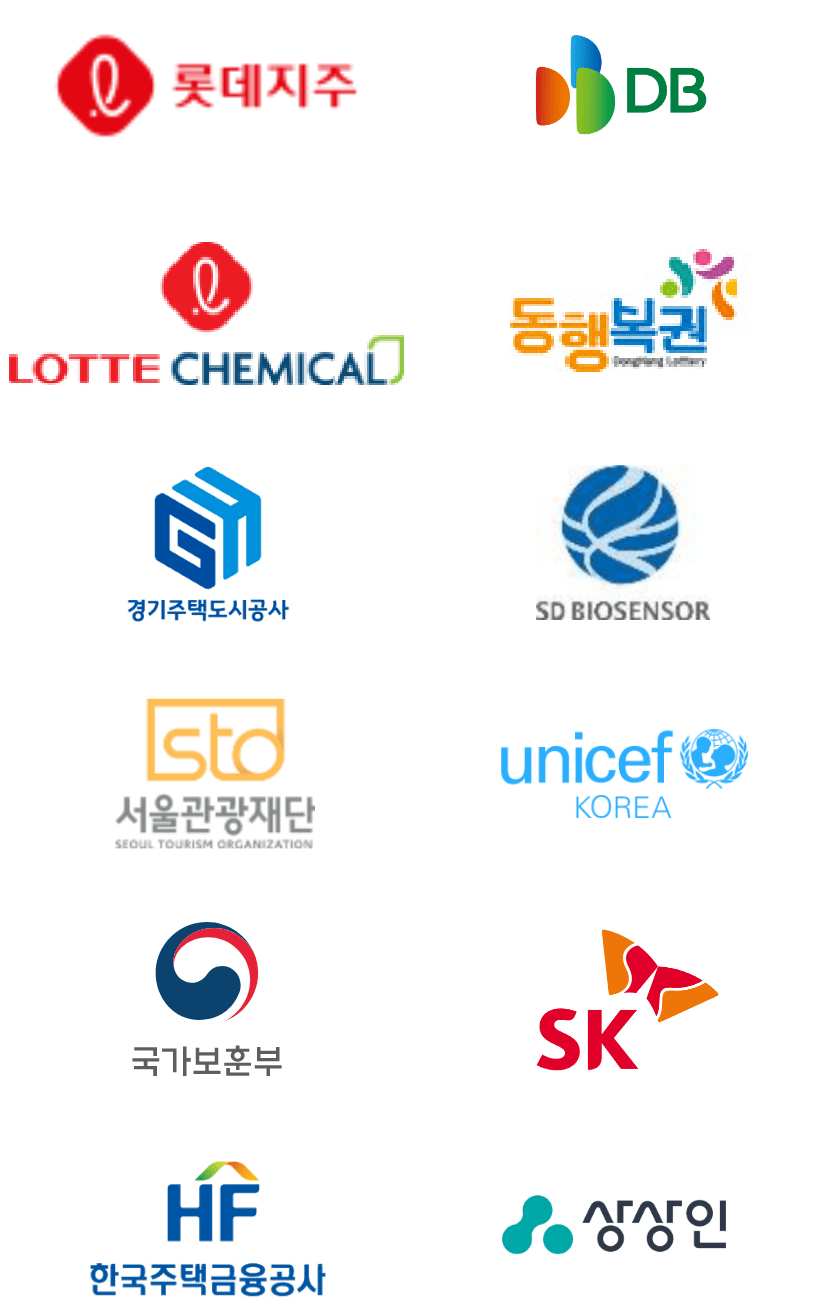 롯데지주
DB
LOTTE CHEMICAL
동행복권
DongHang Lottery
GH
경기주택도시공사
SD BIOSENSOR
sto
서울관광재단
SEOUL TOURISM ORGANIZATION
unicef
KOREA
국가보훈부
SK
HF
한국주택금융공사
상상인